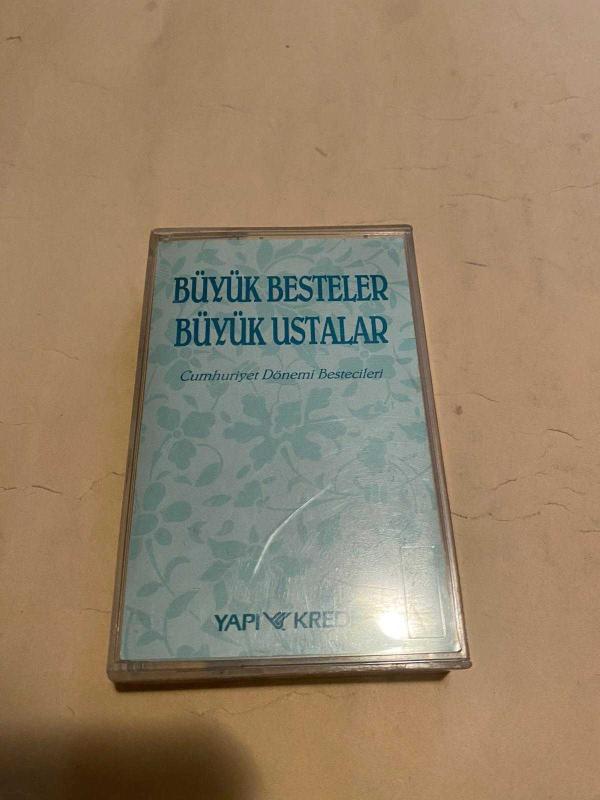 BÜYÜK BESTELER
BÜYÜK USTALAR
Cumhuriyet Dönemi Bestecileri
YAPI KREDİ